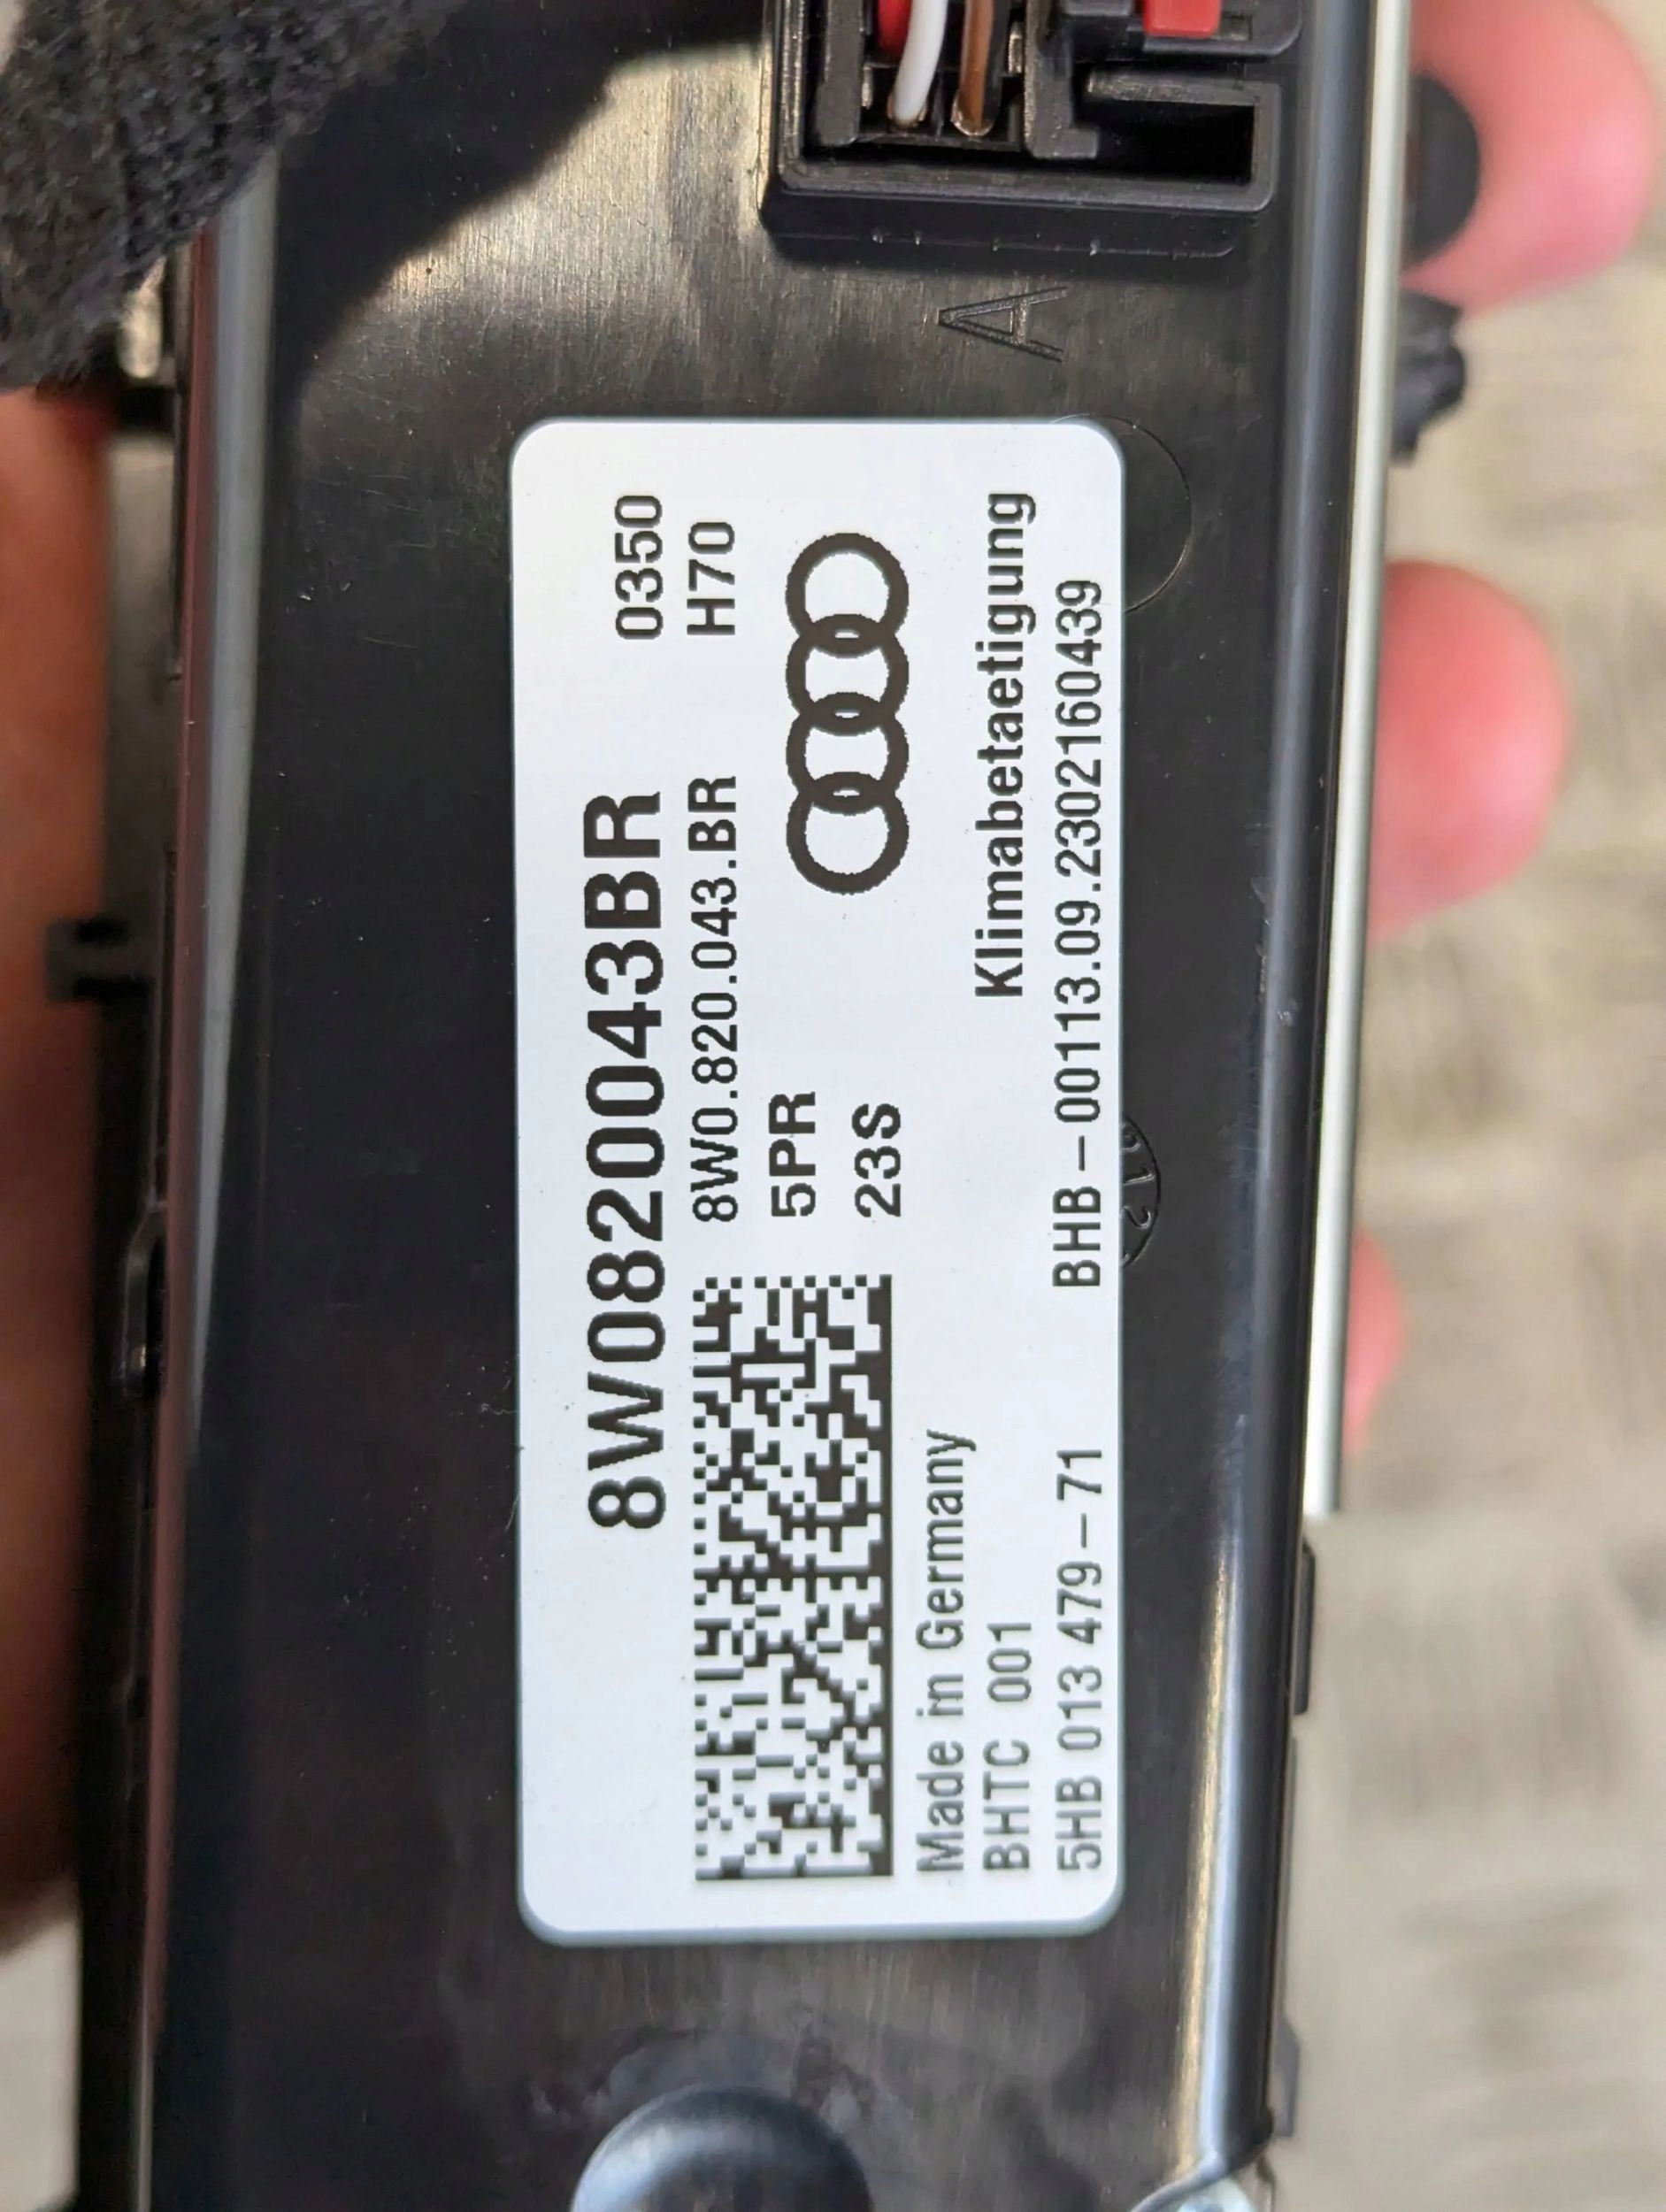 8W0820043BR 0350
8W0.820.043.BR H70
5PR
23S
Made in Germany
BHTC 001 Klimabetaetigung
5HB 013 479-71 BHB-00113.09.2302160439
A